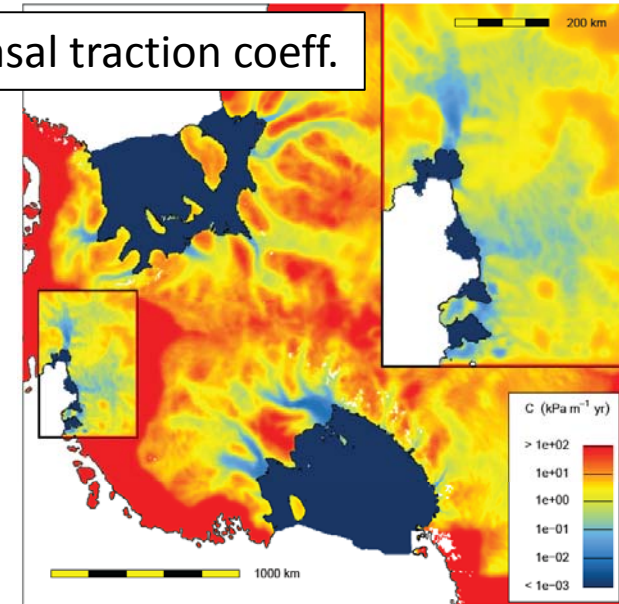 sal traction coeff.
200 km
C (kPa m⁻¹ yr)
> 1e+02
1e+01
1e+00
1e−01
1e−02
< 1e−03
1000 km